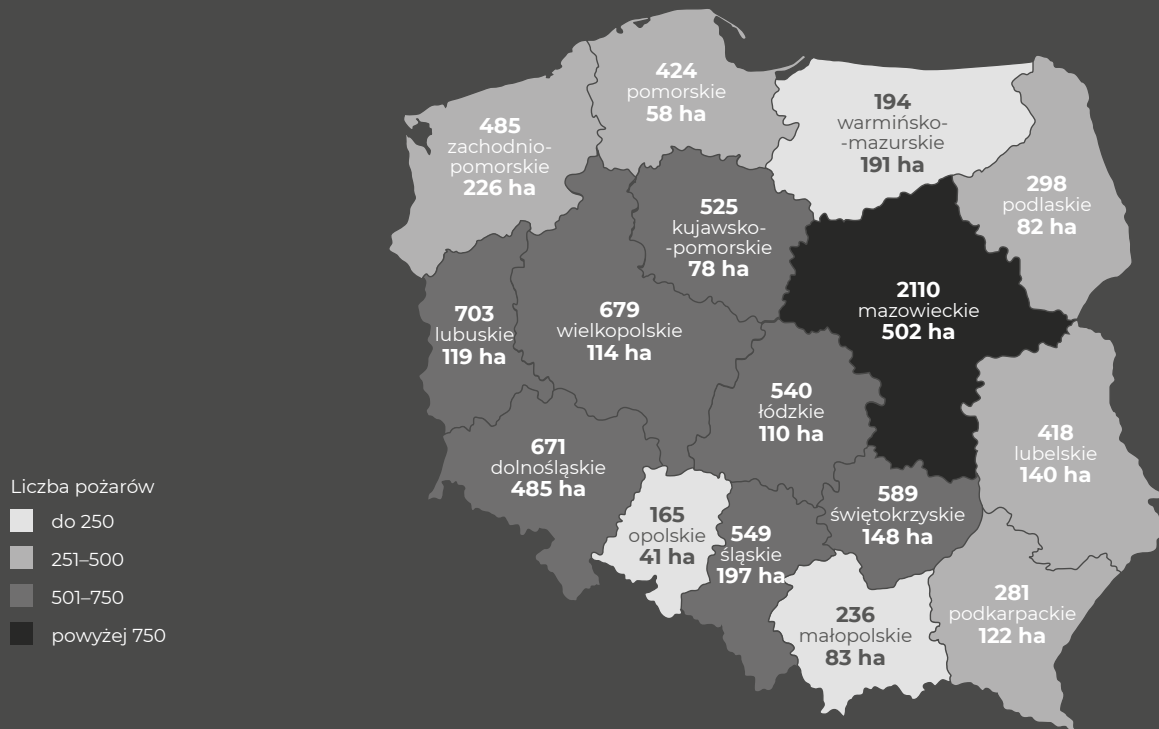 424
pomorskie
58 ha
194
warmińsko-
-mazurskie
191 ha
485
zachodnio-
pomorskie
226 ha
298
podlaskie
82 ha
525
kujawsko-
-pomorskie
78 ha
2110
mazowieckie
502 ha
703
lubuskie
119 ha
679
wielkopolskie
114 ha
540
łódzkie
110 ha
418
lubelskie
140 ha
671
dolnośląskie
485 ha
589
świętokrzyskie
148 ha
165
opolskie
41 ha
549
śląskie
197 ha
281
podkarpackie
122 ha
236
małopolskie
83 ha
Liczba pożarów
do 250
251–500
501–750
powyżej 750